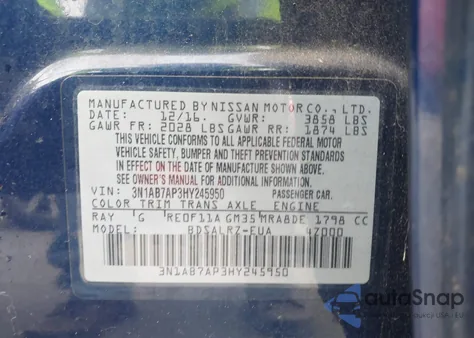 MANUFACTURED BY NISSAN MOTOR CO., LTD.
DATE: 12/16 GVWR: 3858 LBS
GAWR FR: 2028 LBS GAWR RR: 1874 LBS
THIS VEHICLE CONFORMS TO ALL APPLICABLE FEDERAL MOTOR
VEHICLE SAFETY, BUMPER AND THEFT PREVENTION STANDARDS
IN EFFECT ON THE DATE OF MANUFACTURE SHOWN ABOVE.
SEE OWNER'S MANUAL FOR ADDITIONAL INFORMATION.
VIN: 3N1AB7AP3HY245950 PASSENGER CAR.
COLOR TRIM TRANS AXLE ENGINE
RAY G RE0F11A GM35 MRA8DE 1798 CC
MODEL: BDSALRZ-EUA 4Z000
3N1AB7AP3HY245950
autoSnap